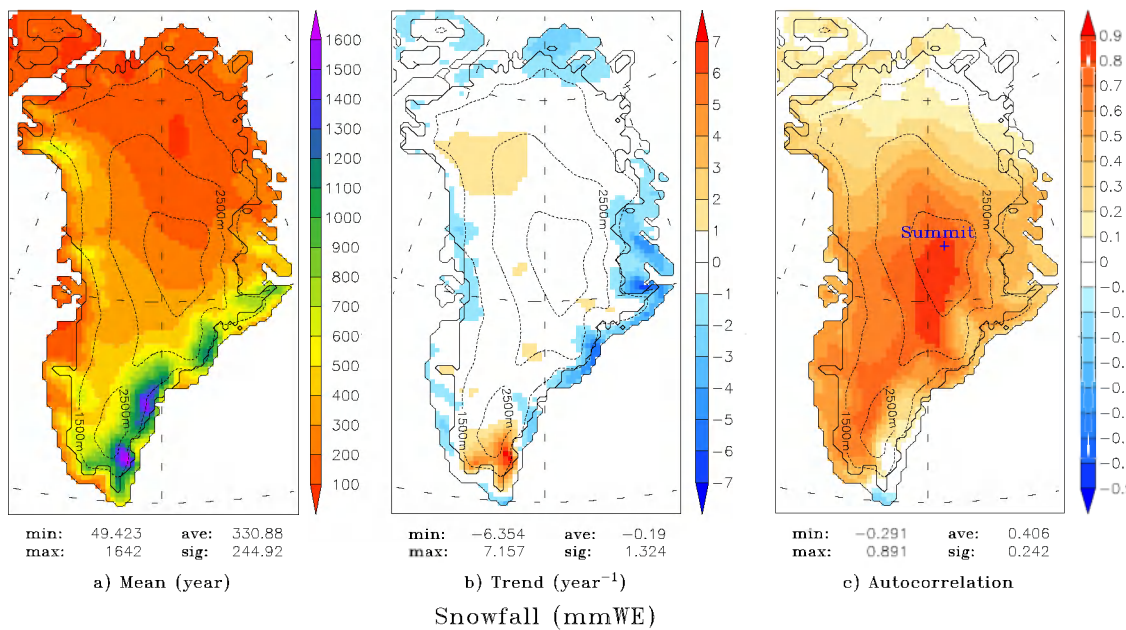 1600
1500
1400
1300
1200
1100
1000
900
800
700
600
500
400
300
200
100
2500m
2500m
1500m
min: 49.423 ave: 330.88
max: 1642 sig: 244.92
a) Mean (year)
7
6
5
4
3
1
0
−1
−3
−4
−5
−6
−7
2500m
2500m
1500m
min: −6.354 ave: −0.19
max: 7.157 sig: 1.324
b) Trend (year⁻¹)
0.9
0.8
0.7
0.6
0.5
0.4
0.3
0.2
0.1
0
2500m
Summit
2500m
1500m
min: −0.291 ave: 0.406
max: 0.891 sig: 0.242
c) Autocorrelation
Snowfall (mmWE)